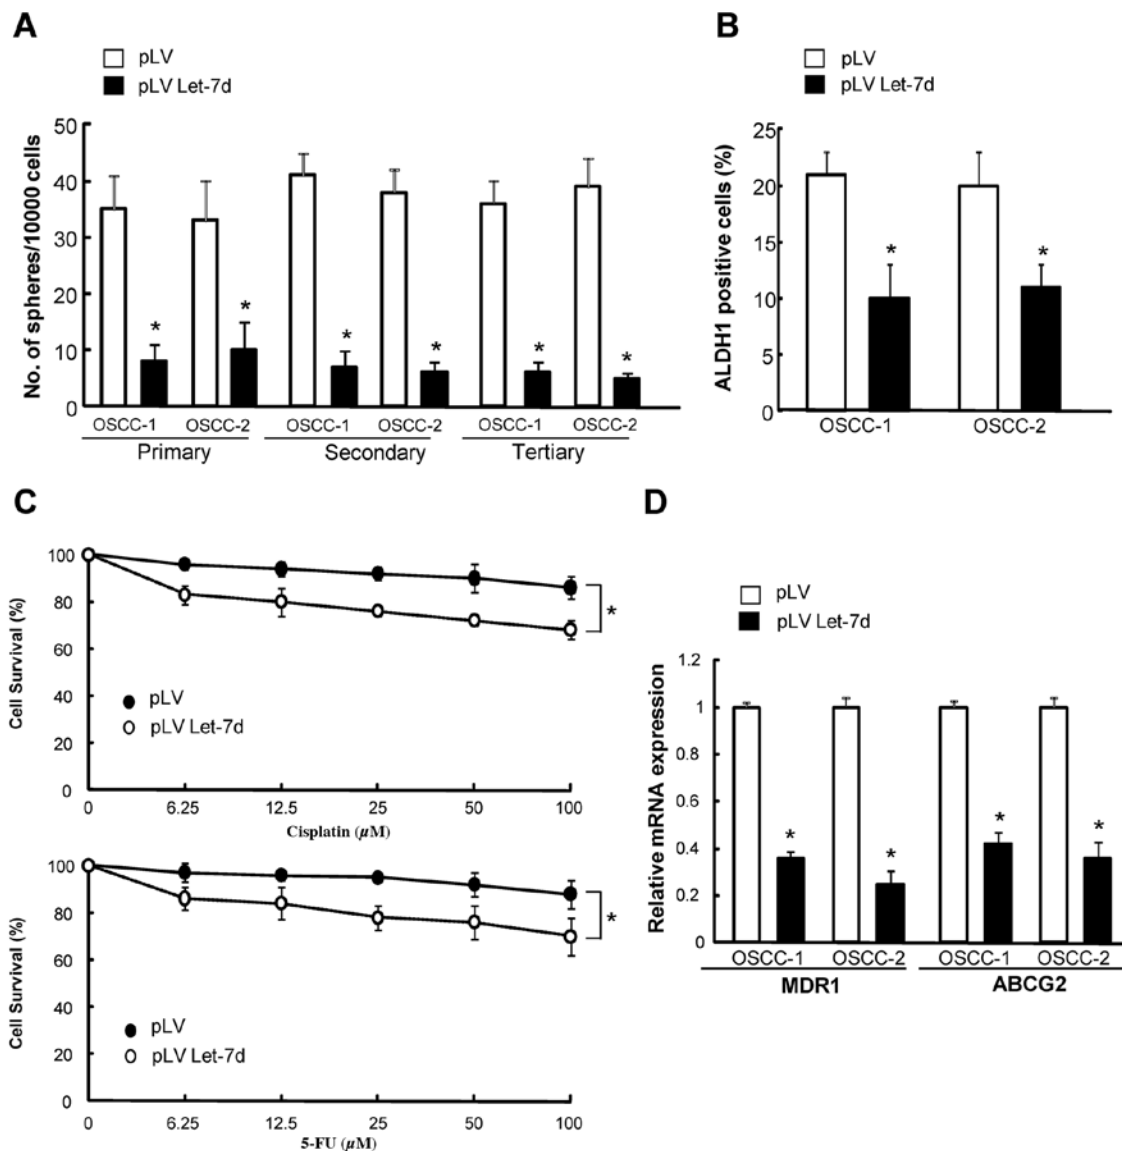 A
pLV
pLV Let-7d
No. of spheres/10000 cells
50
40
30
20
10
0
*
*
*
*
*
*
OSCC-1
OSCC-2
OSCC-1
OSCC-2
OSCC-1
OSCC-2
Primary
Secondary
Tertiary
B
pLV
pLV Let-7d
ALDH1 positive cells (%)
25
20
15
10
5
0
*
*
OSCC-1
OSCC-2
C
Cell Survival (%)
100
80
60
40
20
0
*
pLV
pLV Let-7d
0
6.25
12.5
25
50
100
Cisplatin (µM)
Cell Survival (%)
100
80
60
40
20
0
*
pLV
pLV Let-7d
0
6.25
12.5
25
50
100
5-FU (µM)
D
pLV
pLV Let-7d
Relative mRNA expression
1.2
1
0.8
0.6
0.4
0.2
0
*
*
*
*
OSCC-1
OSCC-2
OSCC-1
OSCC-2
MDR1
ABCG2